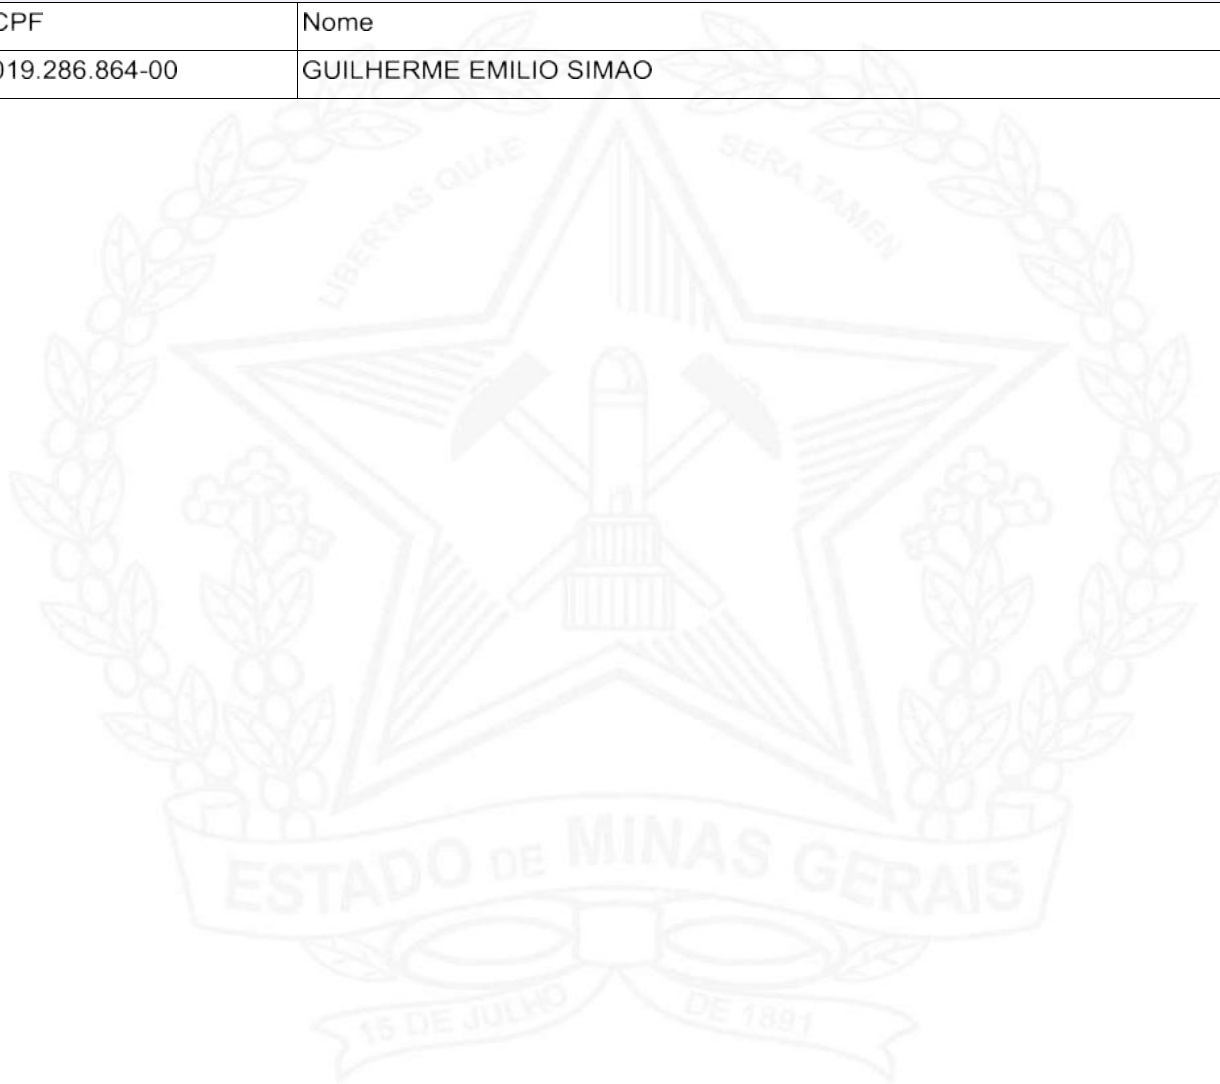 CPF Nome
019.286.864-00 GUILHERME EMILIO SIMAO
LIBERTAS QUAE SERA TAMEN
ESTADO DE MINAS GERAIS
15 DE JULHO DE 1891